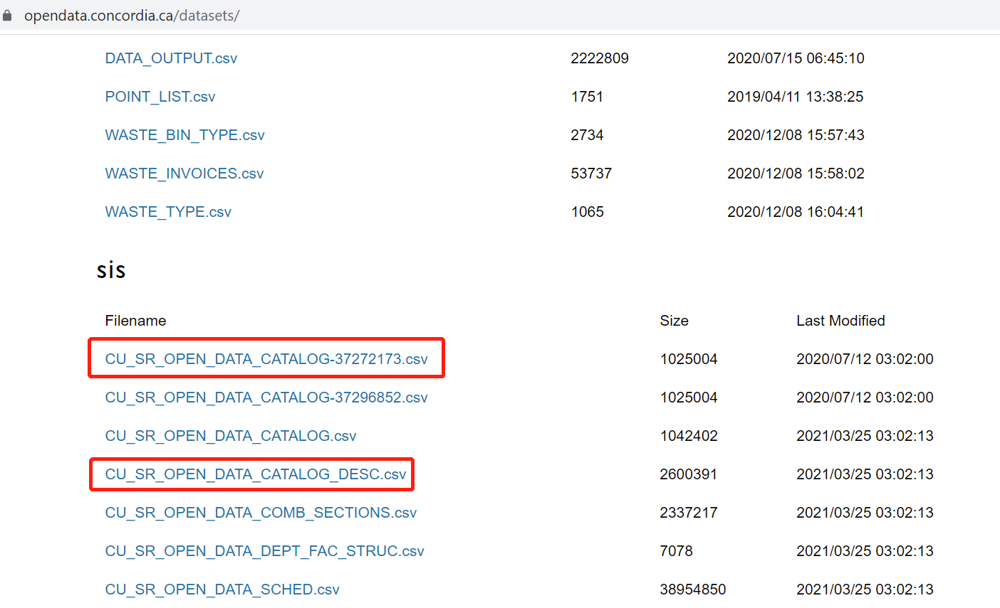 opendata.concordia.ca/datasets/
DATA_OUTPUT.csv 2222809 2020/07/15 06:45:10
POINT_LIST.csv 1751 2019/04/11 13:38:25
WASTE_BIN_TYPE.csv 2734 2020/12/08 15:57:43
WASTE_INVOICES.csv 53737 2020/12/08 15:58:02
WASTE_TYPE.csv 1065 2020/12/08 16:04:41
sis
Filename Size Last Modified
CU_SR_OPEN_DATA_CATALOG-37272173.csv 1025004 2020/07/12 03:02:00
CU_SR_OPEN_DATA_CATALOG-37296852.csv 1025004 2020/07/12 03:02:00
CU_SR_OPEN_DATA_CATALOG.csv 1042402 2021/03/25 03:02:13
CU_SR_OPEN_DATA_CATALOG_DESC.csv 2600391 2021/03/25 03:02:13
CU_SR_OPEN_DATA_COMB_SECTIONS.csv 2337217 2021/03/25 03:02:13
CU_SR_OPEN_DATA_DEPT_FAC_STRUC.csv 7078 2021/03/25 03:02:13
CU_SR_OPEN_DATA_SCHED.csv 38954850 2021/03/25 03:02:13